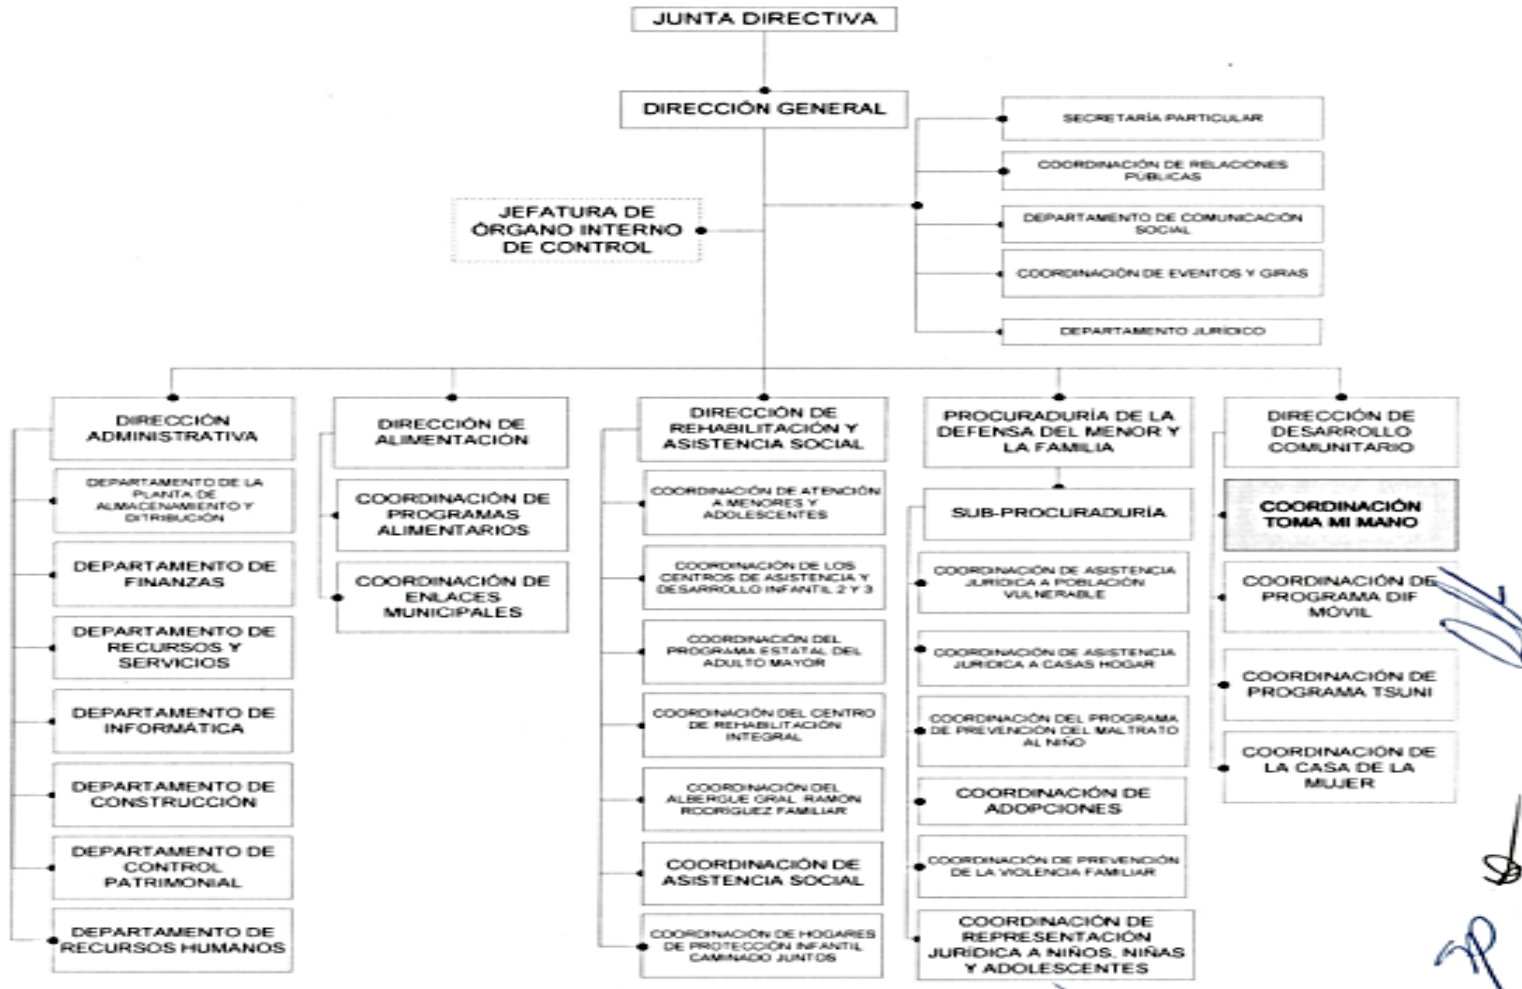 JUNTA DIRECTIVA
DIRECCIÓN GENERAL
SECRETARÍA PARTICULAR
COORDINACIÓN DE RELACIONES
PÚBLICAS
JEFATURA DE
ÓRGANO INTERNO
DE CONTROL
DEPARTAMENTO DE COMUNICACIÓN
SOCIAL
COORDINACIÓN DE EVENTOS Y GIRAS
DEPARTAMENTO JURÍDICO
DIRECCIÓN
ADMINISTRATIVA
DEPARTAMENTO DE LA
PLANTA DE
ALMACENAMIENTO Y
DITRIBUCIÓN
DEPARTAMENTO DE
FINANZAS
DEPARTAMENTO DE
RECURSOS Y
SERVICIOS
DEPARTAMENTO DE
INFORMÁTICA
DEPARTAMENTO DE
CONSTRUCCIÓN
DEPARTAMENTO DE
CONTROL
PATRIMONIAL
DEPARTAMENTO DE
RECURSOS HUMANOS
DIRECCIÓN DE
ALIMENTACIÓN
COORDINACIÓN DE
PROGRAMAS
ALIMENTARIOS
COORDINACIÓN DE
ENLACES
MUNICIPALES
DIRECCIÓN DE
REHABILITACIÓN Y
ASISTENCIA SOCIAL
COORDINACIÓN DE ATENCIÓN
A MENORES Y
ADOLESCENTES
COORDINACIÓN DE LOS
CENTROS DE ASISTENCIA Y
DESARROLLO INFANTIL 2 Y 3
COORDINACIÓN DEL
PROGRAMA ESTATAL DEL
ADULTO MAYOR
COORDINACIÓN DEL CENTRO
DE REHABILITACIÓN
INTEGRAL
COORDINACIÓN DEL
ALBERGUE GRAL. RAMÓN
RODRÍGUEZ FAMILIAR
COORDINACIÓN DE
ASISTENCIA SOCIAL
COORDINACIÓN DE HOGARES
DE PROTECCIÓN INFANTIL
CAMINADO JUNTOS
PROCURADURÍA DE LA
DEFENSA DEL MENOR Y
LA FAMILIA
SUB-PROCURADURÍA
COORDINACIÓN DE ASISTENCIA
JURÍDICA A POBLACIÓN
VULNERABLE
COORDINACIÓN DE ASISTENCIA
JURIDICA A CASAS HOGAR
COORDINACIÓN DEL PROGRAMA
DE PREVENCIÓN DEL MALTRATO
AL NIÑO
COORDINACIÓN DE
ADOPCIONES
COORDINACIÓN DE PREVENCIÓN
DE LA VIOLENCIA FAMILIAR
COORDINACIÓN DE
REPRESENTACIÓN
JURÍDICA A NIÑOS, NIÑAS
Y ADOLESCENTES
DIRECCIÓN DE
DESARROLLO
COMUNITARIO
COORDINACIÓN
TOMA MI MANO
COORDINACIÓN DE
PROGRAMA DIF
MÓVIL
COORDINACIÓN DE
PROGRAMA TSUNI
COORDINACIÓN DE
LA CASA DE LA
MUJER